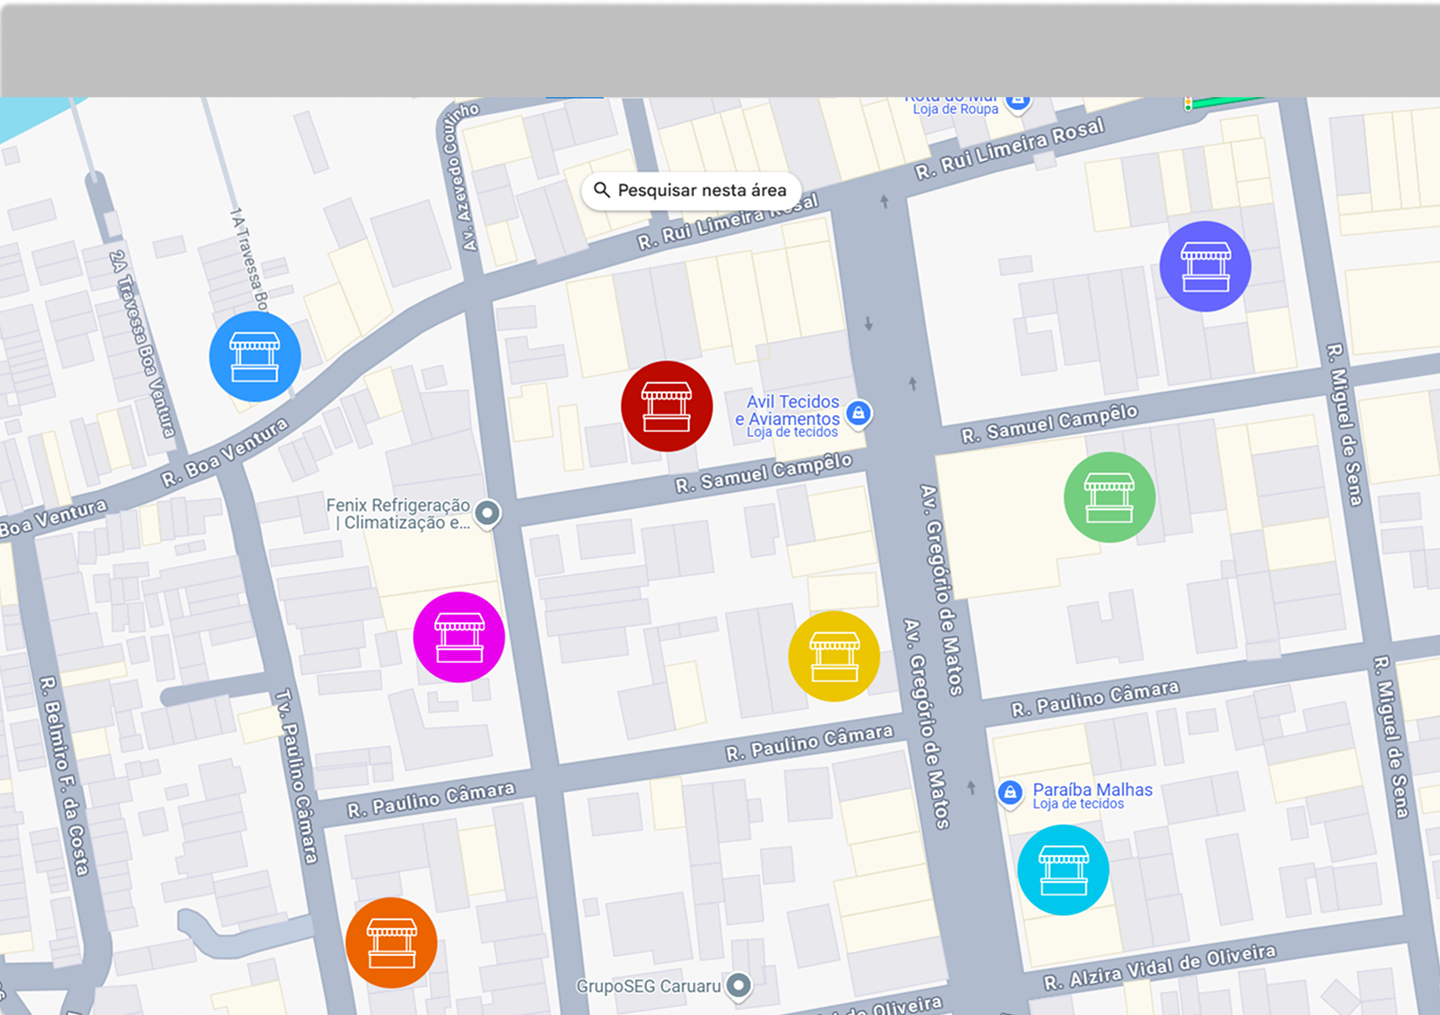 Rota do Mar
Loja de Roupa
Av. Azevedo Coutinho
R. Rui Limeira Rosal
Pesquisar nesta área
R. Rui Limeira Rosal
1A Travessa Bo
2A Travessa Boa Ventura
R. Miguel de Sena
Avil Tecidos
e Aviamentos
Loja de tecidos
R. Samuel Campêlo
R. Boa Ventura
R. Samuel Campêlo
Boa Ventura
Fenix Refrigeração
| Climatização e...
Av. Gregório de Matos
Av. Gregório de Matos
R. Paulino Câmara
R. Miguel de Sena
R. Belmiro F. da Costa
Tv. Paulino Câmara
R. Paulino Câmara
R. Paulino Câmara
Paraíba Malhas
Loja de tecidos
R. Alzira Vidal de Oliveira
GrupoSEG Caruaru
de Oliveira